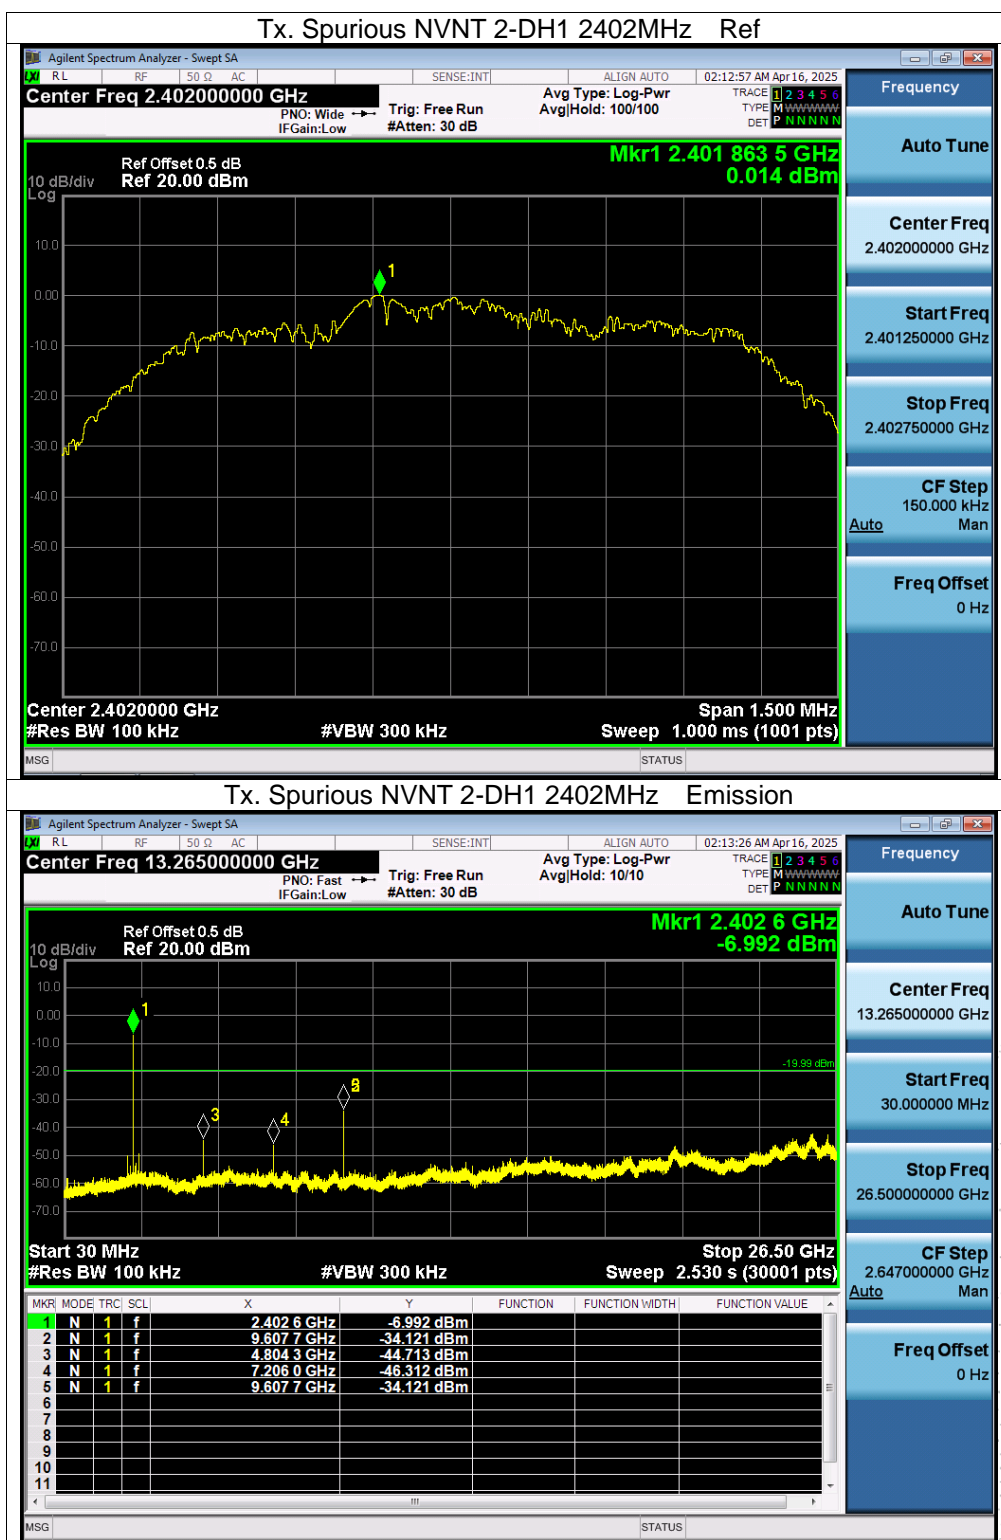 Tx. Spurious NVNT 2-DH1 2402MHz Ref
Agilent Spectrum Analyzer - Swept SA
LXI RL RF 50 Ω AC SENSE:INT ALIGN AUTO 02:12:57 AM Apr 16, 2025
Center Freq 2.402000000 GHz Avg Type: Log-Pwr TRACE 1 2 3 4 5 6
PNO: Wide Trig: Free Run Avg|Hold: 100/100 TYPE M WWWWW
IFGain:Low #Atten: 30 dB DET P N N N N N
Mkr1 2.401 863 5 GHz
0.014 dBm
Ref Offset 0.5 dB
10 dB/div Ref 20.00 dBm
Log
10.0
1
0.00
-10.0
-20.0
-30.0
-40.0
-50.0
-60.0
-70.0
Center 2.4020000 GHz Span 1.500 MHz
#Res BW 100 kHz #VBW 300 kHz Sweep 1.000 ms (1001 pts)
MSG STATUS
Frequency
Auto Tune
Center Freq
2.402000000 GHz
Start Freq
2.401250000 GHz
Stop Freq
2.402750000 GHz
CF Step
150.000 kHz
Auto Man
Freq Offset
0 Hz
Tx. Spurious NVNT 2-DH1 2402MHz Emission
Agilent Spectrum Analyzer - Swept SA
LXI RL RF 50 Ω AC SENSE:INT ALIGN AUTO 02:13:26 AM Apr 16, 2025
Center Freq 13.265000000 GHz Avg Type: Log-Pwr TRACE 1 2 3 4 5 6
PNO: Fast Trig: Free Run Avg|Hold: 10/10 TYPE M WWWWW
IFGain:Low #Atten: 30 dB DET P N N N N N
Mkr1 2.402 6 GHz
-6.992 dBm
Ref Offset 0.5 dB
10 dB/div Ref 20.00 dBm
Log
10.0
1
0.00
-10.0
-19.99 dBm
-20.0
-30.0
3
4
-40.0
-50.0
-60.0
-70.0
Start 30 MHz Stop 26.50 GHz
#Res BW 100 kHz #VBW 300 kHz Sweep 2.530 s (30001 pts)
MKR MODE TRC SCL X Y FUNCTION FUNCTION WIDTH FUNCTION VALUE
1 N 1 f 2.402 6 GHz -6.992 dBm
2 N 1 f 9.607 7 GHz -34.121 dBm
3 N 1 f 4.804 3 GHz -44.713 dBm
4 N 1 f 7.206 0 GHz -46.312 dBm
5 N 1 f 9.607 7 GHz -34.121 dBm
6
7
8
9
10
11
MSG STATUS
Frequency
Auto Tune
Center Freq
13.265000000 GHz
Start Freq
30.000000 MHz
Stop Freq
26.500000000 GHz
CF Step
2.647000000 GHz
Auto Man
Freq Offset
0 Hz